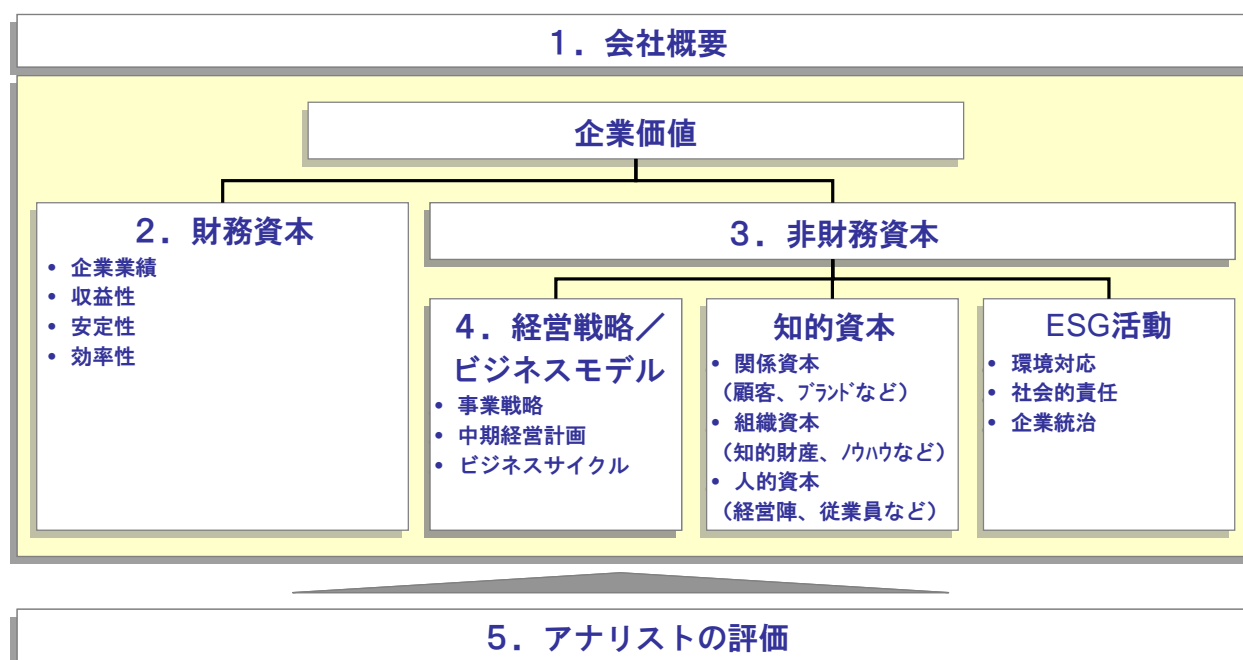 １．会社概要
企業価値
２．財務資本
• 企業業績
• 収益性
• 安定性
• 効率性
３．非財務資本
４．経営戦略／
ビジネスモデル
• 事業戦略
• 中期経営計画
• ビジネスサイクル
知的資本
• 関係資本
（顧客、ﾌﾞﾗﾝﾄﾞなど）
• 組織資本
（知的財産、ﾉｳﾊｳなど）
• 人的資本
（経営陣、従業員など）
ESG活動
• 環境対応
• 社会的責任
• 企業統治
５．アナリストの評価